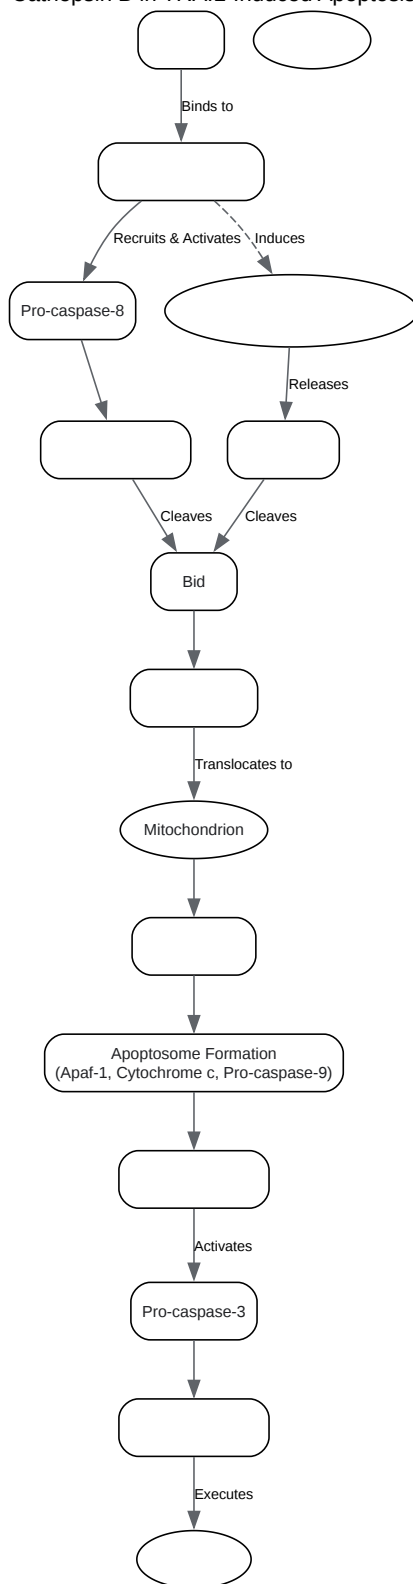 Cathepsin B in TRAIL-Induced Apoptosis
Binds to
Recruits & Activates
Induces
Pro-caspase-8
Releases
Cleaves
Cleaves
Bid
Translocates to
Mitochondrion
Apoptosome Formation
(Apaf-1, Cytochrome c, Pro-caspase-9)
Activates
Pro-caspase-3
Executes